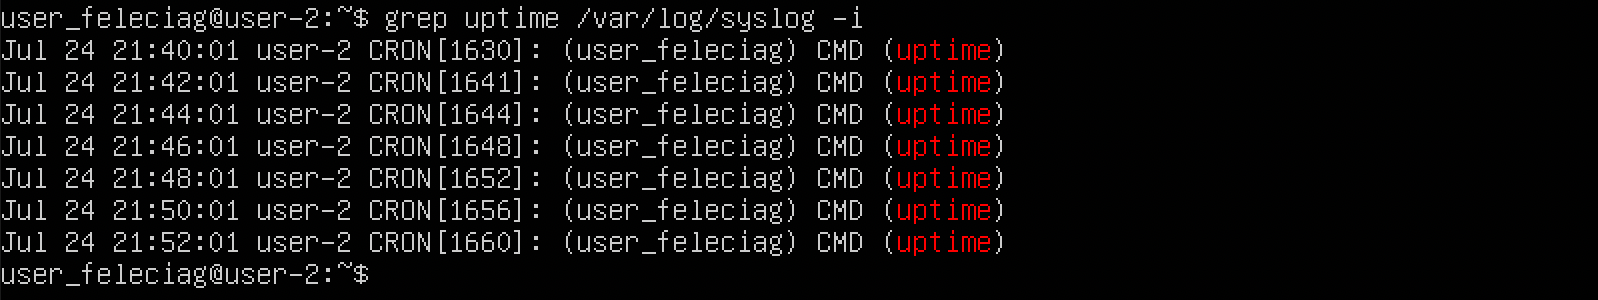 user_feleciag@user-2:~$ grep uptime /var/log/syslog -i
Jul 24 21:40:01 user-2 CRON[1630]: (user_feleciag) CMD (uptime)
Jul 24 21:42:01 user-2 CRON[1641]: (user_feleciag) CMD (uptime)
Jul 24 21:44:01 user-2 CRON[1644]: (user_feleciag) CMD (uptime)
Jul 24 21:46:01 user-2 CRON[1648]: (user_feleciag) CMD (uptime)
Jul 24 21:48:01 user-2 CRON[1652]: (user_feleciag) CMD (uptime)
Jul 24 21:50:01 user-2 CRON[1656]: (user_feleciag) CMD (uptime)
Jul 24 21:52:01 user-2 CRON[1660]: (user_feleciag) CMD (uptime)
user_feleciag@user-2:~$